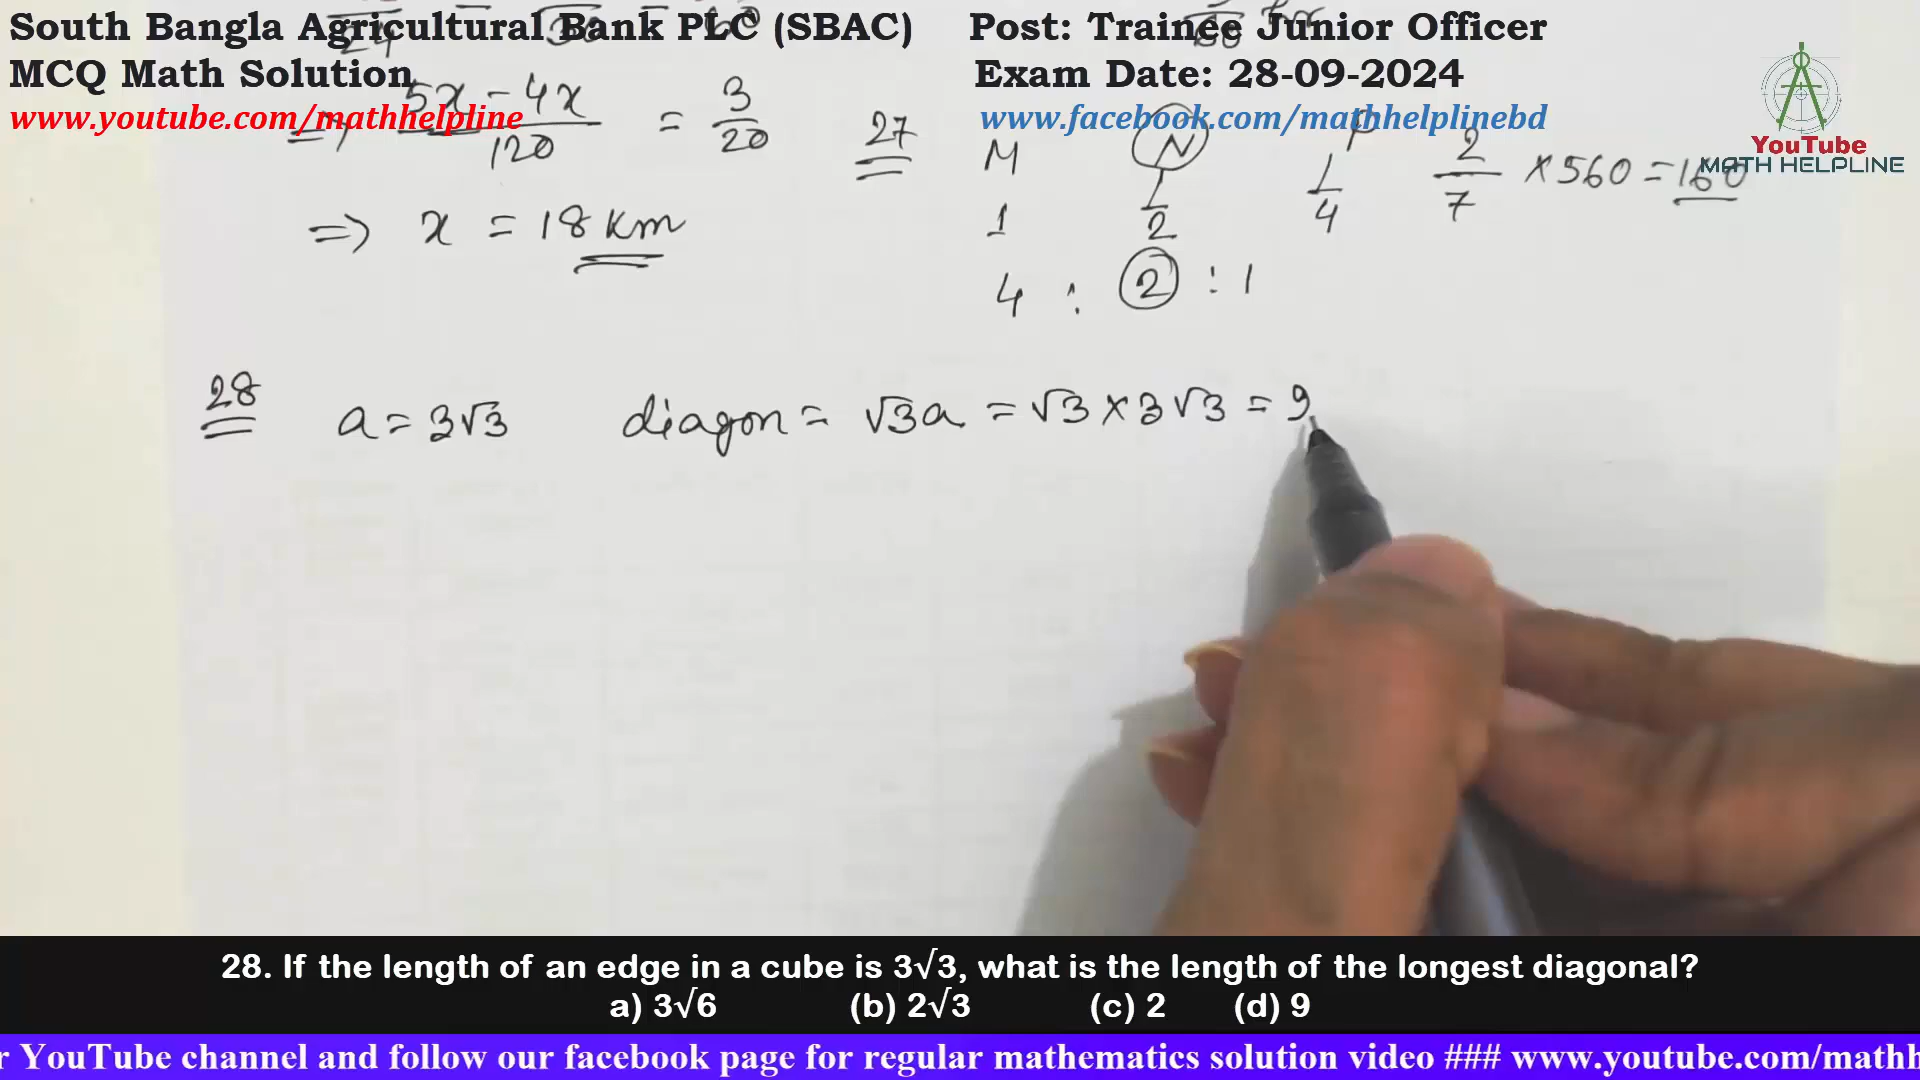 South Bangla Agricultural Bank PLC (SBAC) Post: Trainee Junior Officer
MCQ Math Solution Exam Date: 28-09-2024
www.youtube.com/mathhelpline www.facebook.com/mathhelplinebd
YouTube
MATH HELPLINE
24 30 60 60 hr
=> 5x - 4x / 120 = 3/20
=> x = 18 km
27 M N P 2/7 × 560 = 160
1 1/2 1/4
4 : 2 : 1
28 a = 3√3 diagon = √3a = √3 × 3√3 = 9
28. If the length of an edge in a cube is 3√3, what is the length of the longest diagonal?
a) 3√6 (b) 2√3 (c) 2 (d) 9
r YouTube channel and follow our facebook page for regular mathematics solution video ### www.youtube.com/mathh